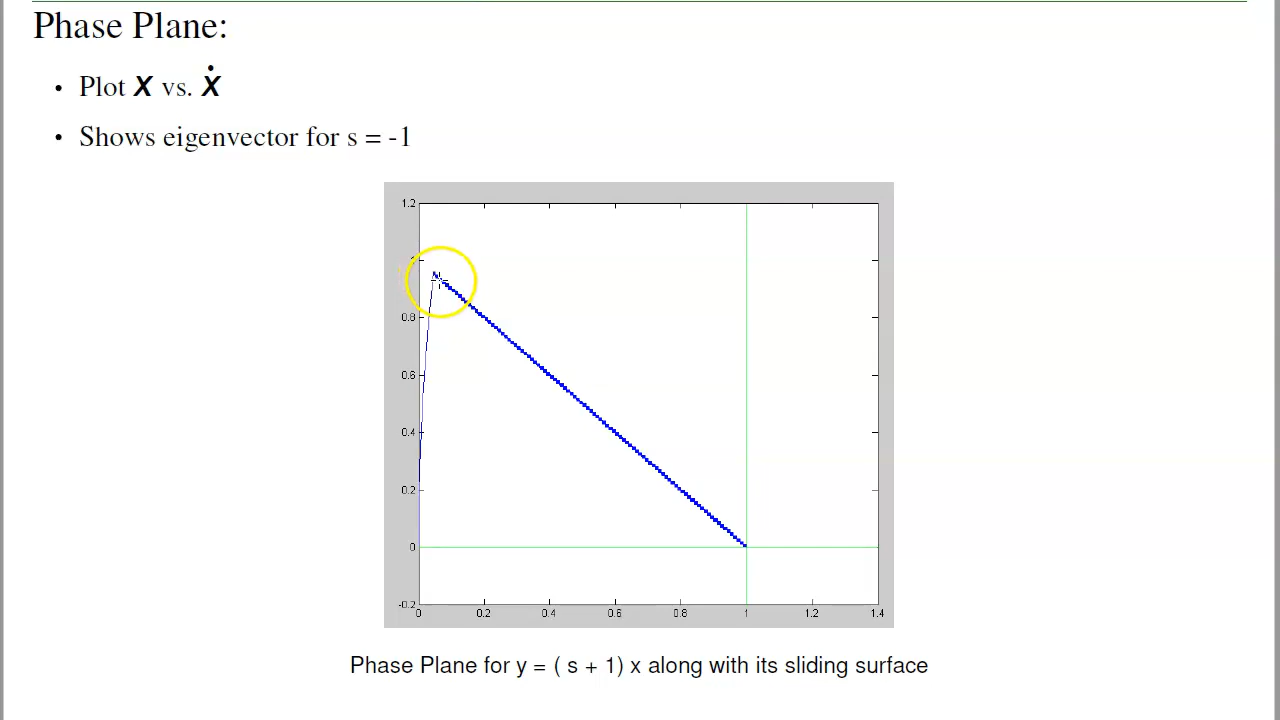 Phase Plane:
• Plot X vs. Ẋ
• Shows eigenvector for s = -1
1.2
0.8
0.6
0.4
0.2
0
-0.2
0 0.2 0.4 0.6 0.8 1 1.2 1.4
Phase Plane for y = ( s + 1) x along with its sliding surface